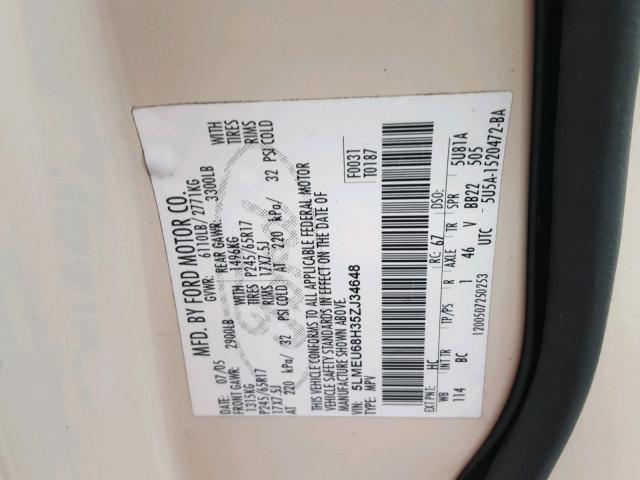 MFD. BY FORD MOTOR CO.
DATE: 07/05 GVWR: 6110LB/ 2771KG
FRONT GAWR: 2900LB REAR GAWR: 3300LB
1315KG WITH 1496KG WITH
P245/65R17 TIRES P245/65R17 TIRES
17X7.5J RIMS 17X7.5J RIMS
AT 220 kPa/ 32 PSI COLD AT 220 kPa/ 32 PSI COLD
THIS VEHICLE CONFORMS TO ALL APPLICABLE FEDERAL MOTOR
VEHICLE SAFETY STANDARDS IN EFFECT ON THE DATE OF
MANUFACTURE SHOWN ABOVE.
VIN: 5LMEU68H35ZJ34648 F0031
TYPE: MPV T0187
EXT PNT: HC RC: 67 DSO:
WB INT TR TP/PS R AXLE TR SPR 5U81A
114 BC 1 46 V BB22 505
UTC 5U5A-1520472-BA
1200507250253